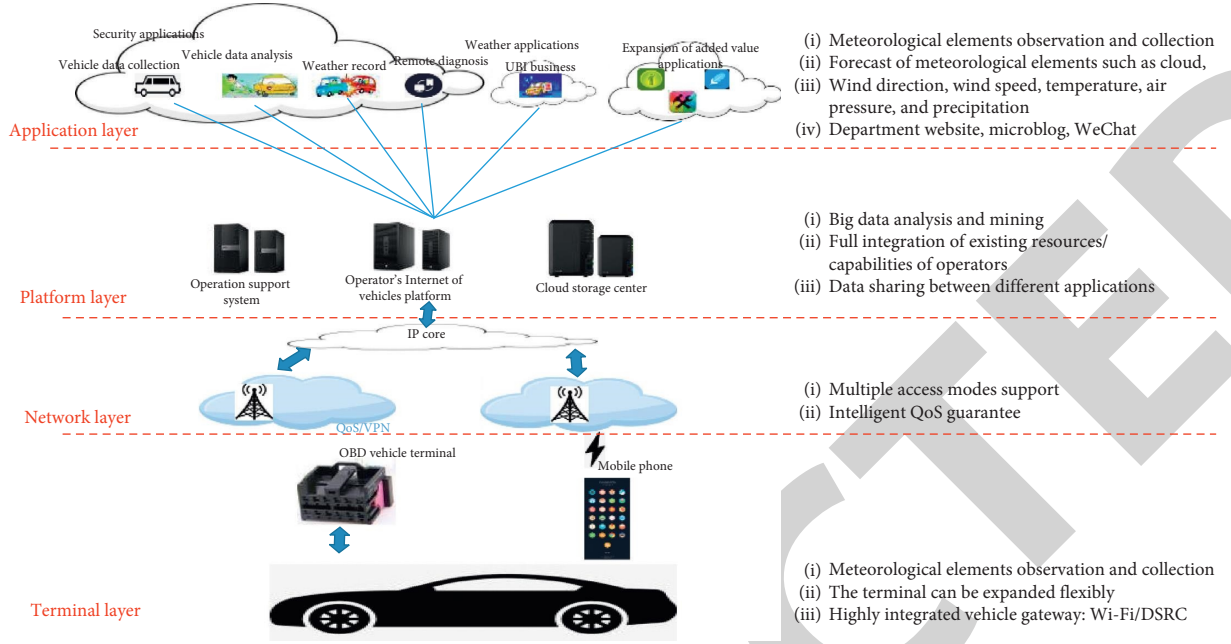 Security applications
Vehicle data analysis
Vehicle data collection
Weather record
Remote diagnosis
Weather applications
UBI business
Expansion of added value
applications
Application layer
(i) Meteorological elements observation and collection
(ii) Forecast of meteorological elements such as cloud,
(iii) Wind direction, wind speed, temperature, air
pressure, and precipitation
(iv) Department website, microblog, WeChat
Platform layer
Operation support
system
Operator's Internet of
vehicles platform
Cloud storage center
(i) Big data analysis and mining
(ii) Full integration of existing resources/
capabilities of operators
(iii) Data sharing between different applications
IP core
Network layer
QoS/VPN
(i) Multiple access modes support
(ii) Intelligent QoS guarantee
OBD vehicle terminal
Mobile phone
Terminal layer
(i) Meteorological elements observation and collection
(ii) The terminal can be expanded flexibly
(iii) Highly integrated vehicle gateway: Wi-Fi/DSRC
CTED